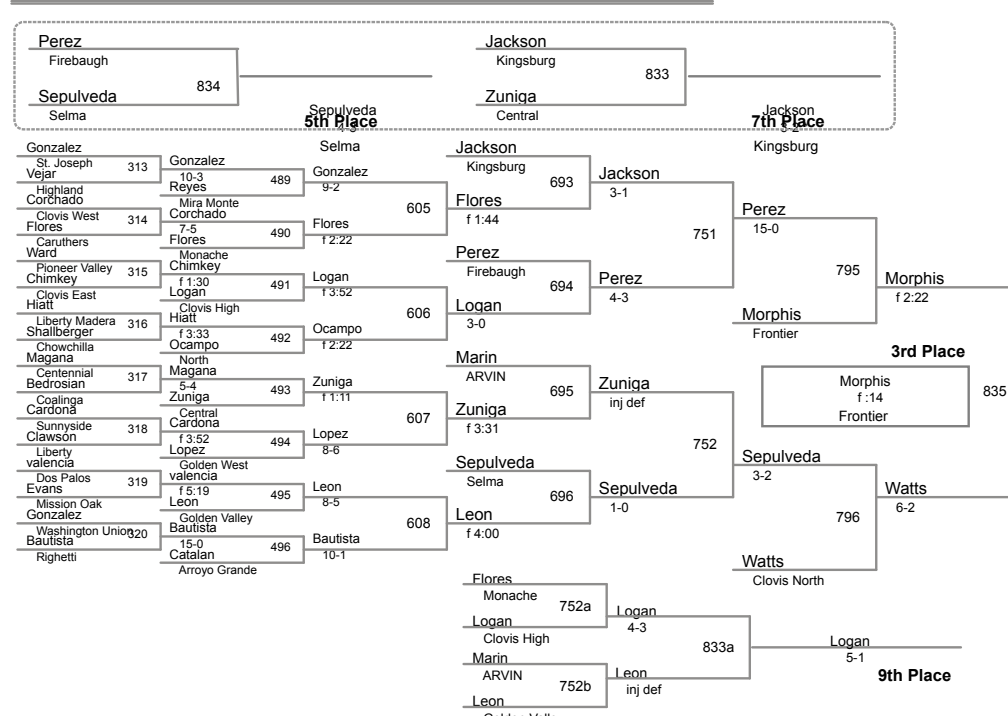 Perez
Firebaugh
834
Sepulveda
Selma
Sepulveda
5th Place
Selma
Jackson
Kingsburg
833
Zuniga
Central
Jackson
7th Place
3-2
Kingsburg
Gonzalez
St. Joseph
313
Vejar
Highland
Corchado
Clovis West
314
Flores
Caruthers
Ward
Pioneer Valley
315
Chimkey
Clovis East
Hiatt
Liberty Madera
316
Shallberger
Chowchilla
Magana
Centennial
317
Bedrosian
Coalinga
Cardona
Sunnyside
318
Clawson
Liberty
valencia
Dos Palos
319
Evans
Mission Oak
Gonzalez
Washington Union
320
Bautista
Righetti
Gonzalez
10-3
489
Reyes
Mira Monte
Corchado
7-5
490
Flores
Monache
Chimkey
f 1:30
491
Logan
Clovis High
Hiatt
f 3:33
492
Ocampo
North
Magana
5-4
493
Zuniga
Central
Cardona
f 3:52
494
Lopez
Golden West
valencia
f 5:19
495
Leon
Golden Valley
Bautista
15-0
496
Catalan
Arroyo Grande
Gonzalez
9-2
605
Flores
f 2:22
Logan
f 3:52
606
Ocampo
f 2:22
Zuniga
f 1:11
607
Lopez
8-6
Leon
8-5
608
Bautista
10-1
Jackson
Kingsburg
693
Flores
f 1:44
Perez
Firebaugh
694
Logan
3-0
Marin
ARVIN
695
Zuniga
f 3:31
Sepulveda
Selma
696
Leon
f 4:00
Jackson
3-1
751
Perez
4-3
Zuniga
inj def
752
Sepulveda
1-0
Perez
15-0
795
Morphis
Frontier
Morphis
f 2:22
3rd Place
Morphis
f :14
Frontier
835
Sepulveda
3-2
796
Watts
Clovis North
Watts
6-2
Flores
Monache
752a
Logan
Clovis High
Marin
ARVIN
752b
Leon
Logan
4-3
833a
Leon
inj def
Logan
5-1
9th Place